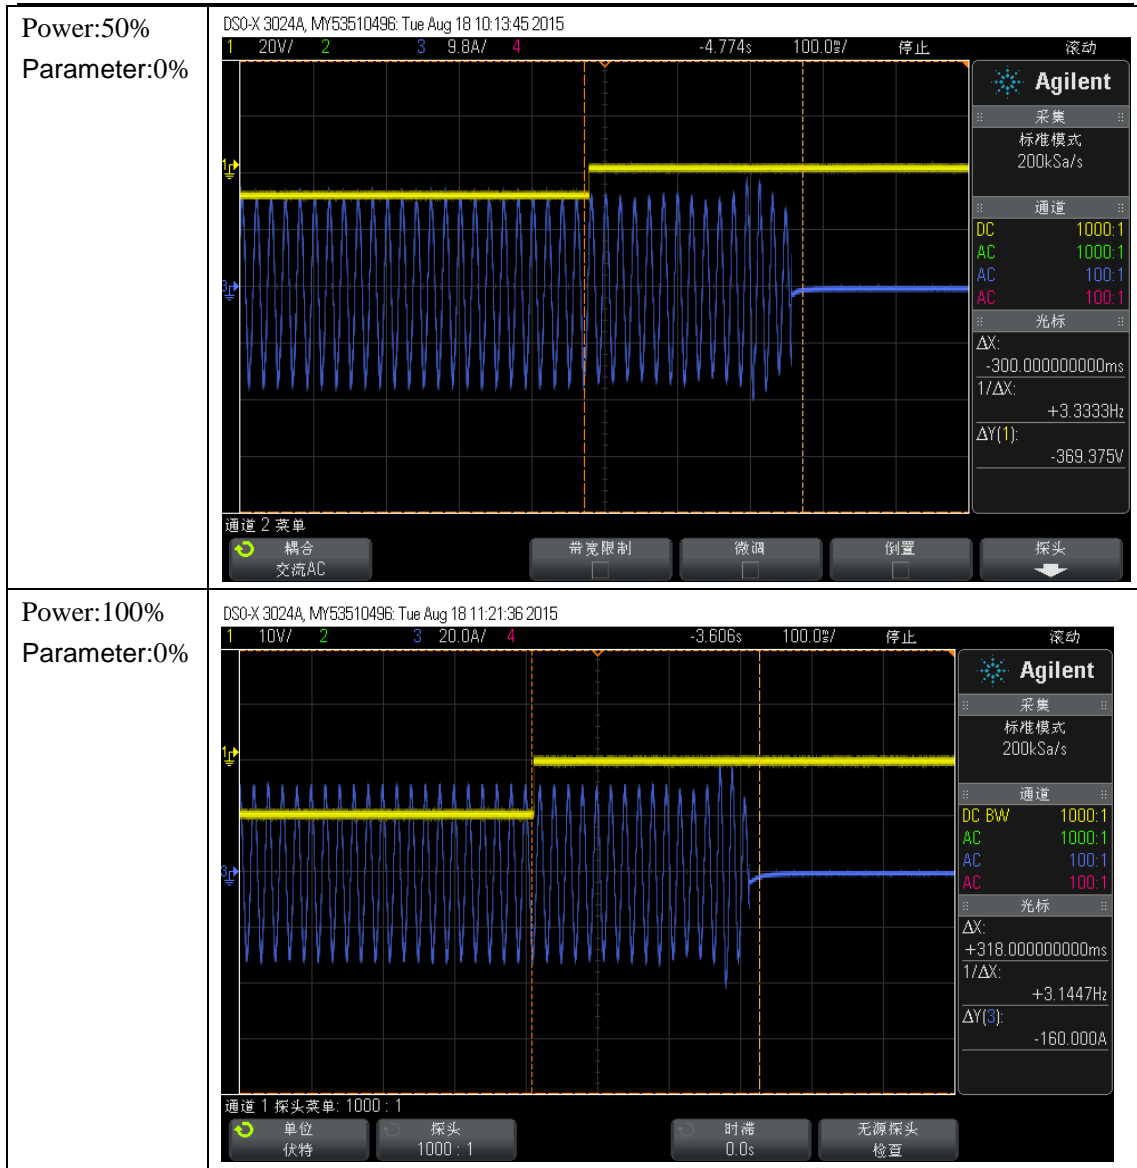 Power:50%
Parameter:0%
DSO-X 3024A, MY53510496: Tue Aug 18 10:13:45 2015
1 20V/ 2 3 9.8A/ 4 -4.774s 100.0ms/ 停止 滚动
Agilent
采集
标准模式
200kSa/s
通道
DC 1000:1
AC 1000:1
AC 100:1
AC 100:1
光标
ΔX:
-300.000000000ms
1/ΔX:
+3.3333Hz
ΔY(1):
-369.375V
1
3
通道 2 菜单
耦合 带宽限制 微调 倒置 探头
交流AC
Power:100%
Parameter:0%
DSO-X 3024A, MY53510496: Tue Aug 18 11:21:36 2015
1 10V/ 2 3 20.0A/ 4 -3.606s 100.0ms/ 停止 滚动
Agilent
采集
标准模式
200kSa/s
通道
DC BW 1000:1
AC 1000:1
AC 100:1
AC 100:1
光标
ΔX:
+318.000000000ms
1/ΔX:
+3.1447Hz
ΔY(3):
-160.000A
1
3
通道 1 探头菜单: 1000 : 1
单位 探头 时滞 无源探头
伏特 1000 : 1 0.0s 检查